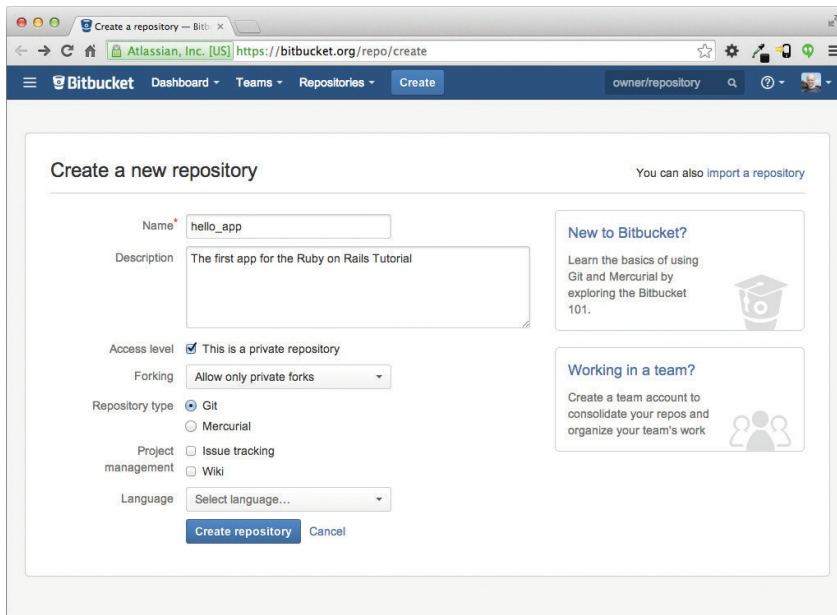 Create a repository — Bitb
Atlassian, Inc. [US] https://bitbucket.org/repo/create
Bitbucket Dashboard Teams Repositories Create owner/repository
Create a new repository
You can also import a repository
Name* hello_app
Description The first app for the Ruby on Rails Tutorial
Access level This is a private repository
Forking Allow only private forks
Repository type Git
Mercurial
Project management Issue tracking
Wiki
Language Select language...
Create repository Cancel
New to Bitbucket?
Learn the basics of using
Git and Mercurial by
exploring the Bitbucket
101.
Working in a team?
Create a team account to
consolidate your repos and
organize your team's work